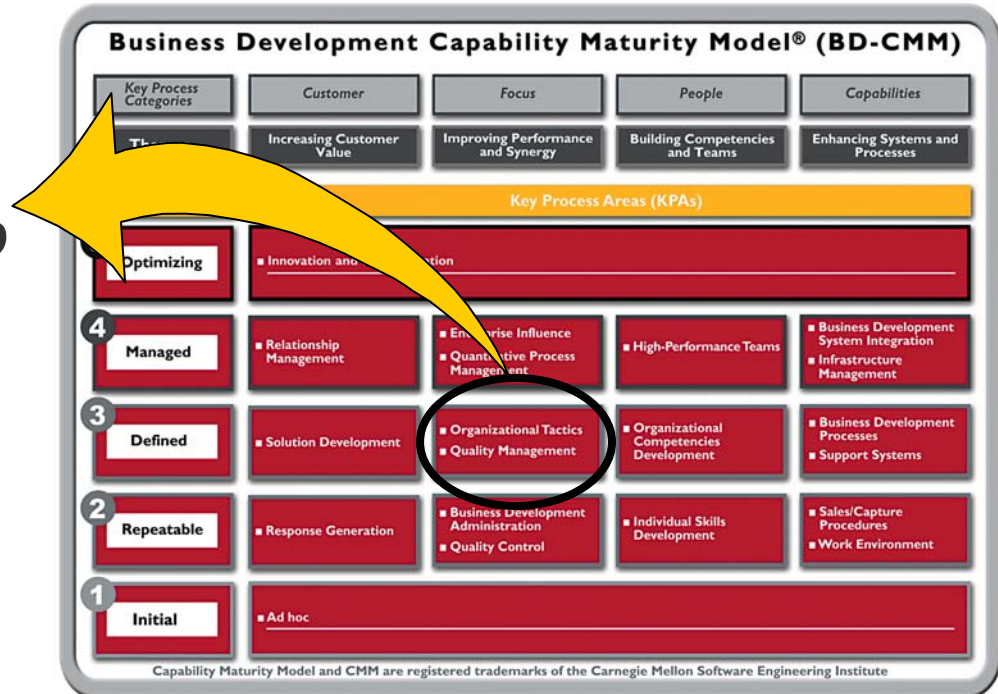 Business Development Capability Maturity Model® (BD-CMM)
Key Process
Categories
Customer
Focus
People
Capabilities
Increasing Customer
Value
Improving Performance
and Synergy
Building Competencies
and Teams
Enhancing Systems and
Processes
Key Process Areas (KPAs)
Optimizing
■ Innovation and
4
Managed
■ Relationship
Management
■ Influence
■ Process
Management
■ High-Performance Teams
■ Business Development
System Integration
■ Infrastructure
Management
3
Defined
■ Solution Development
■ Organizational Tactics
■ Quality Management
■ Organizational
Competencies
Development
■ Business Development
Processes
■ Support Systems
2
Repeatable
■ Response Generation
■ Business Development
Administration
■ Quality Control
■ Individual Skills
Development
■ Sales/Capture
Procedures
■ Work Environment
1
Initial
■ Ad hoc
Capability Maturity Model and CMM are registered trademarks of the Carnegie Mellon Software Engineering Institute